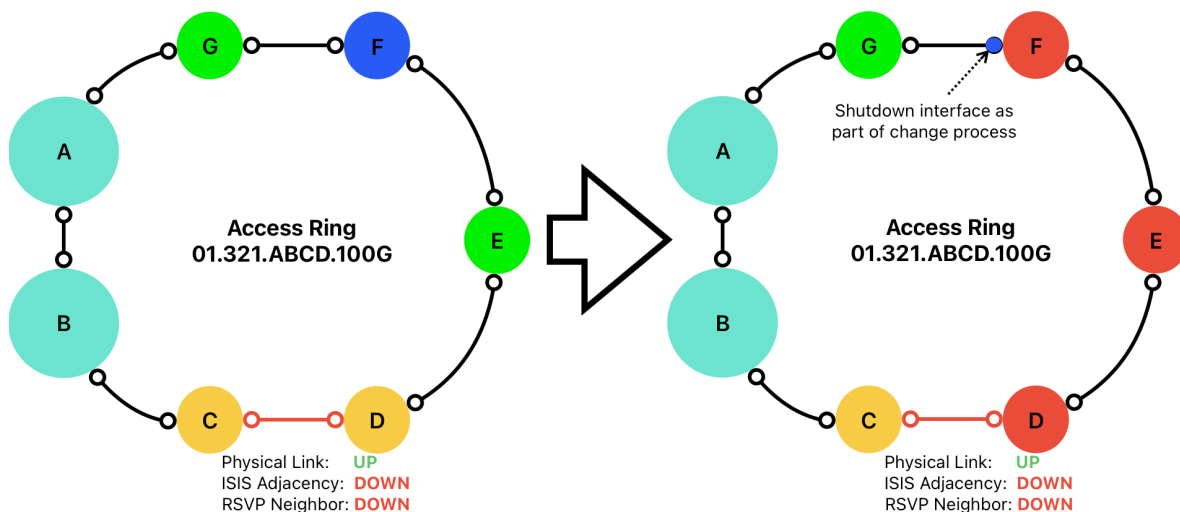 G
F
A
Access Ring
01.321.ABCD.100G
E
B
C
D
Physical Link: UP
ISIS Adjacency: DOWN
RSVP Neighbor: DOWN
G
F
Shutdown interface as
part of change process
A
Access Ring
01.321.ABCD.100G
E
B
C
D
Physical Link: UP
ISIS Adjacency: DOWN
RSVP Neighbor: DOWN